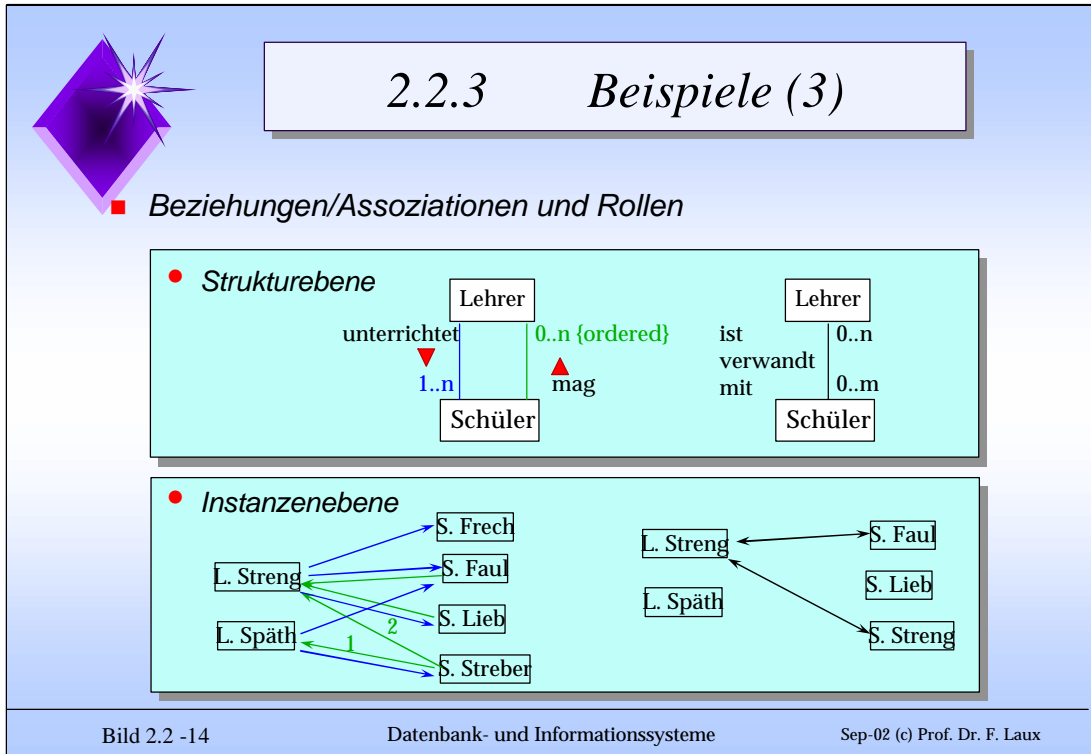 2.2.3 Beispiele (3)
Beziehungen/Assoziationen und Rollen
Strukturebene
Lehrer
unterrichtet
0..n {ordered}
1..n
mag
Schüler
Lehrer
ist
verwandt
mit
0..n
0..m
Schüler
Instanzenebene
L. Streng
L. Späth
S. Frech
S. Faul
S. Lieb
S. Streber
2
1
L. Streng
L. Späth
S. Faul
S. Lieb
S. Streng
Bild 2.2 -14 Datenbank- und Informationssysteme Sep-02 (c) Prof. Dr. F. Laux